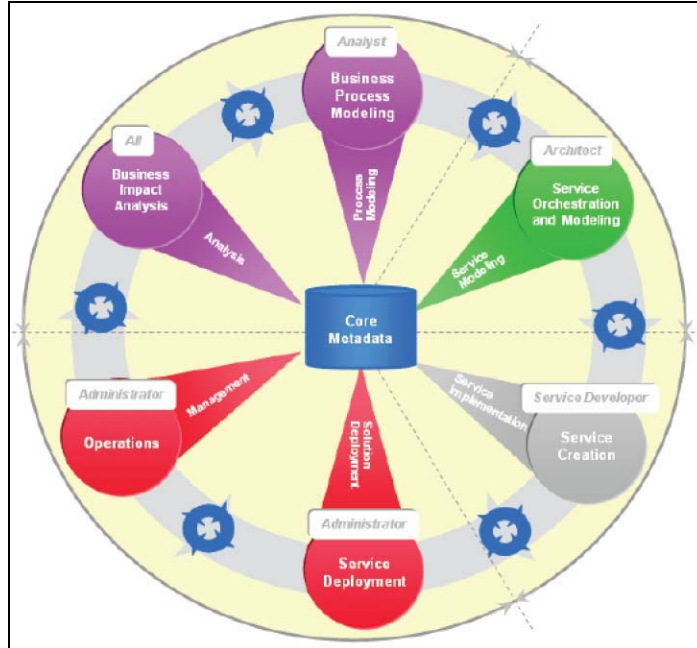 Analyst
Business
Process
Modeling
Process
Modeling
Architect
Service
Orchestration
and Modeling
Service
Modeling
All
Business
Impact
Analysis
Analysis
Core
Metadata
Administrator
Operations
Management
Service Developer
Service
Creation
Service
Implementation
Solution
Deployment
Administrator
Service
Deployment